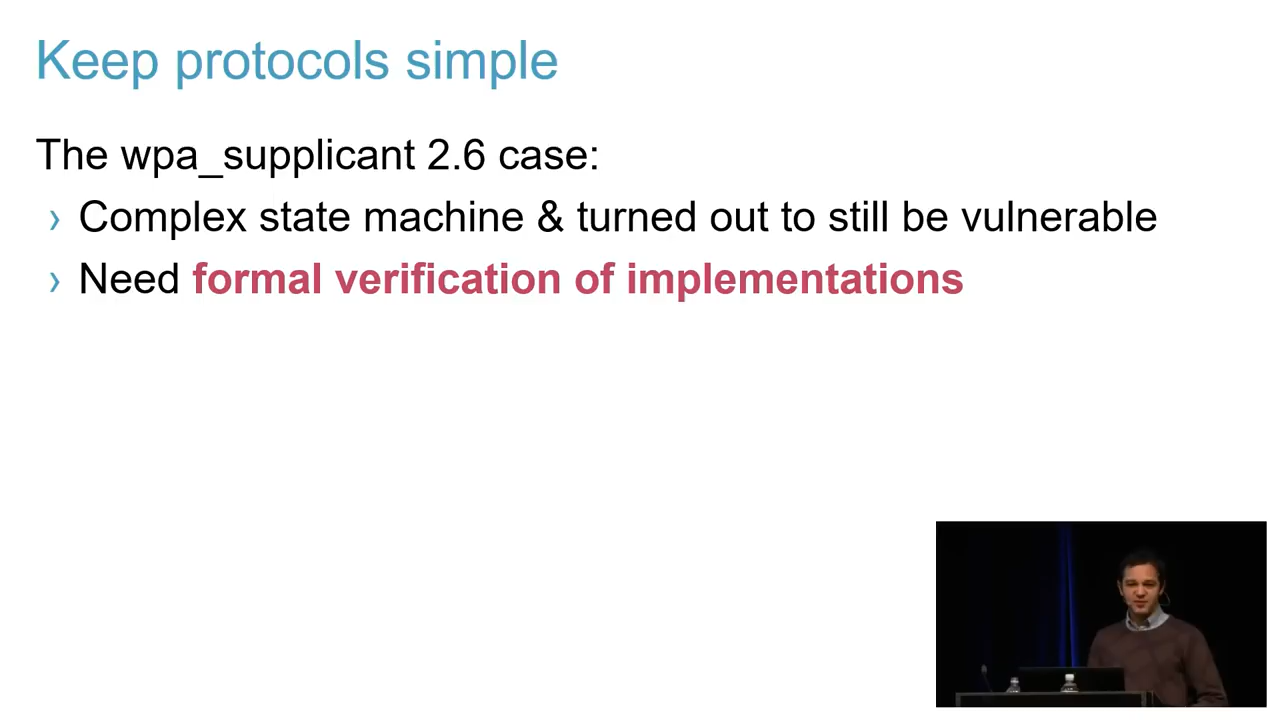 Keep protocols simple
The wpa_supplicant 2.6 case:
› Complex state machine & turned out to still be vulnerable
› Need formal verification of implementations